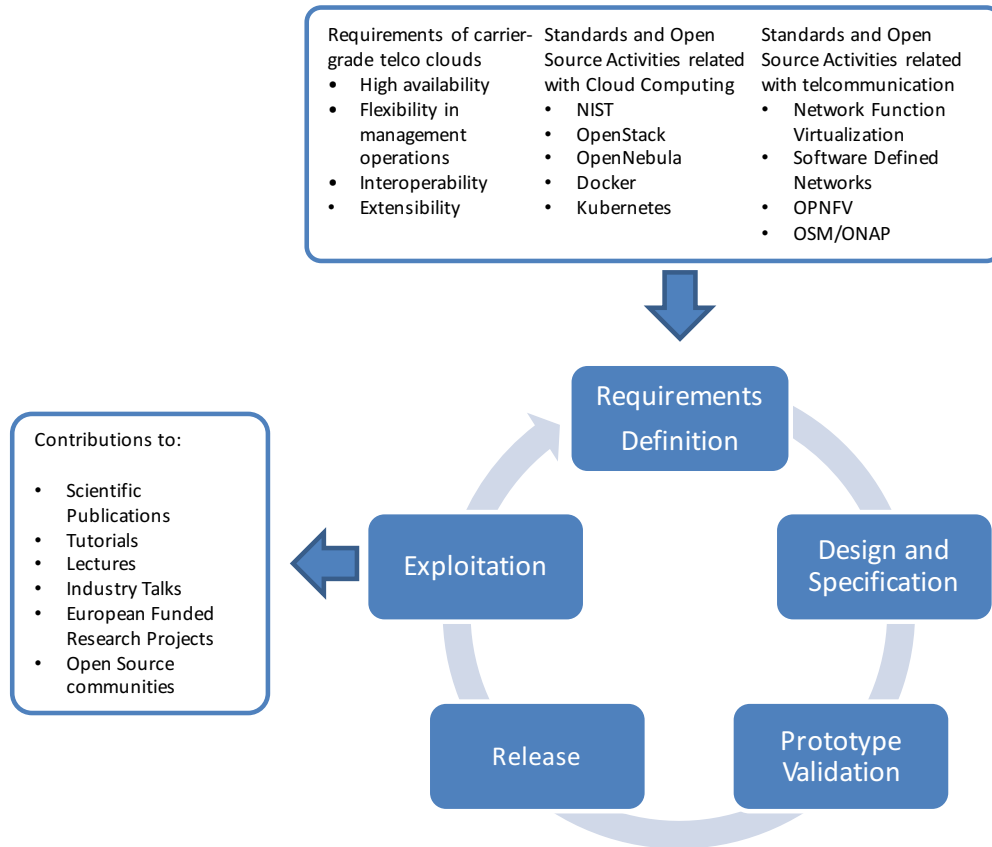 Requirements of carrier-
grade telco clouds
• High availability
• Flexibility in
management
operations
• Interoperability
• Extensibility
Standards and Open
Source Activities related
with Cloud Computing
• NIST
• OpenStack
• OpenNebula
• Docker
• Kubernetes
Standards and Open
Source Activities related
with telcommunication
• Network Function
Virtualization
• Software Defined
Networks
• OPNFV
• OSM/ONAP
Requirements
Definition
Design and
Specification
Prototype
Validation
Release
Exploitation
Contributions to:
• Scientific
Publications
• Tutorials
• Lectures
• Industry Talks
• European Funded
Research Projects
• Open Source
communities